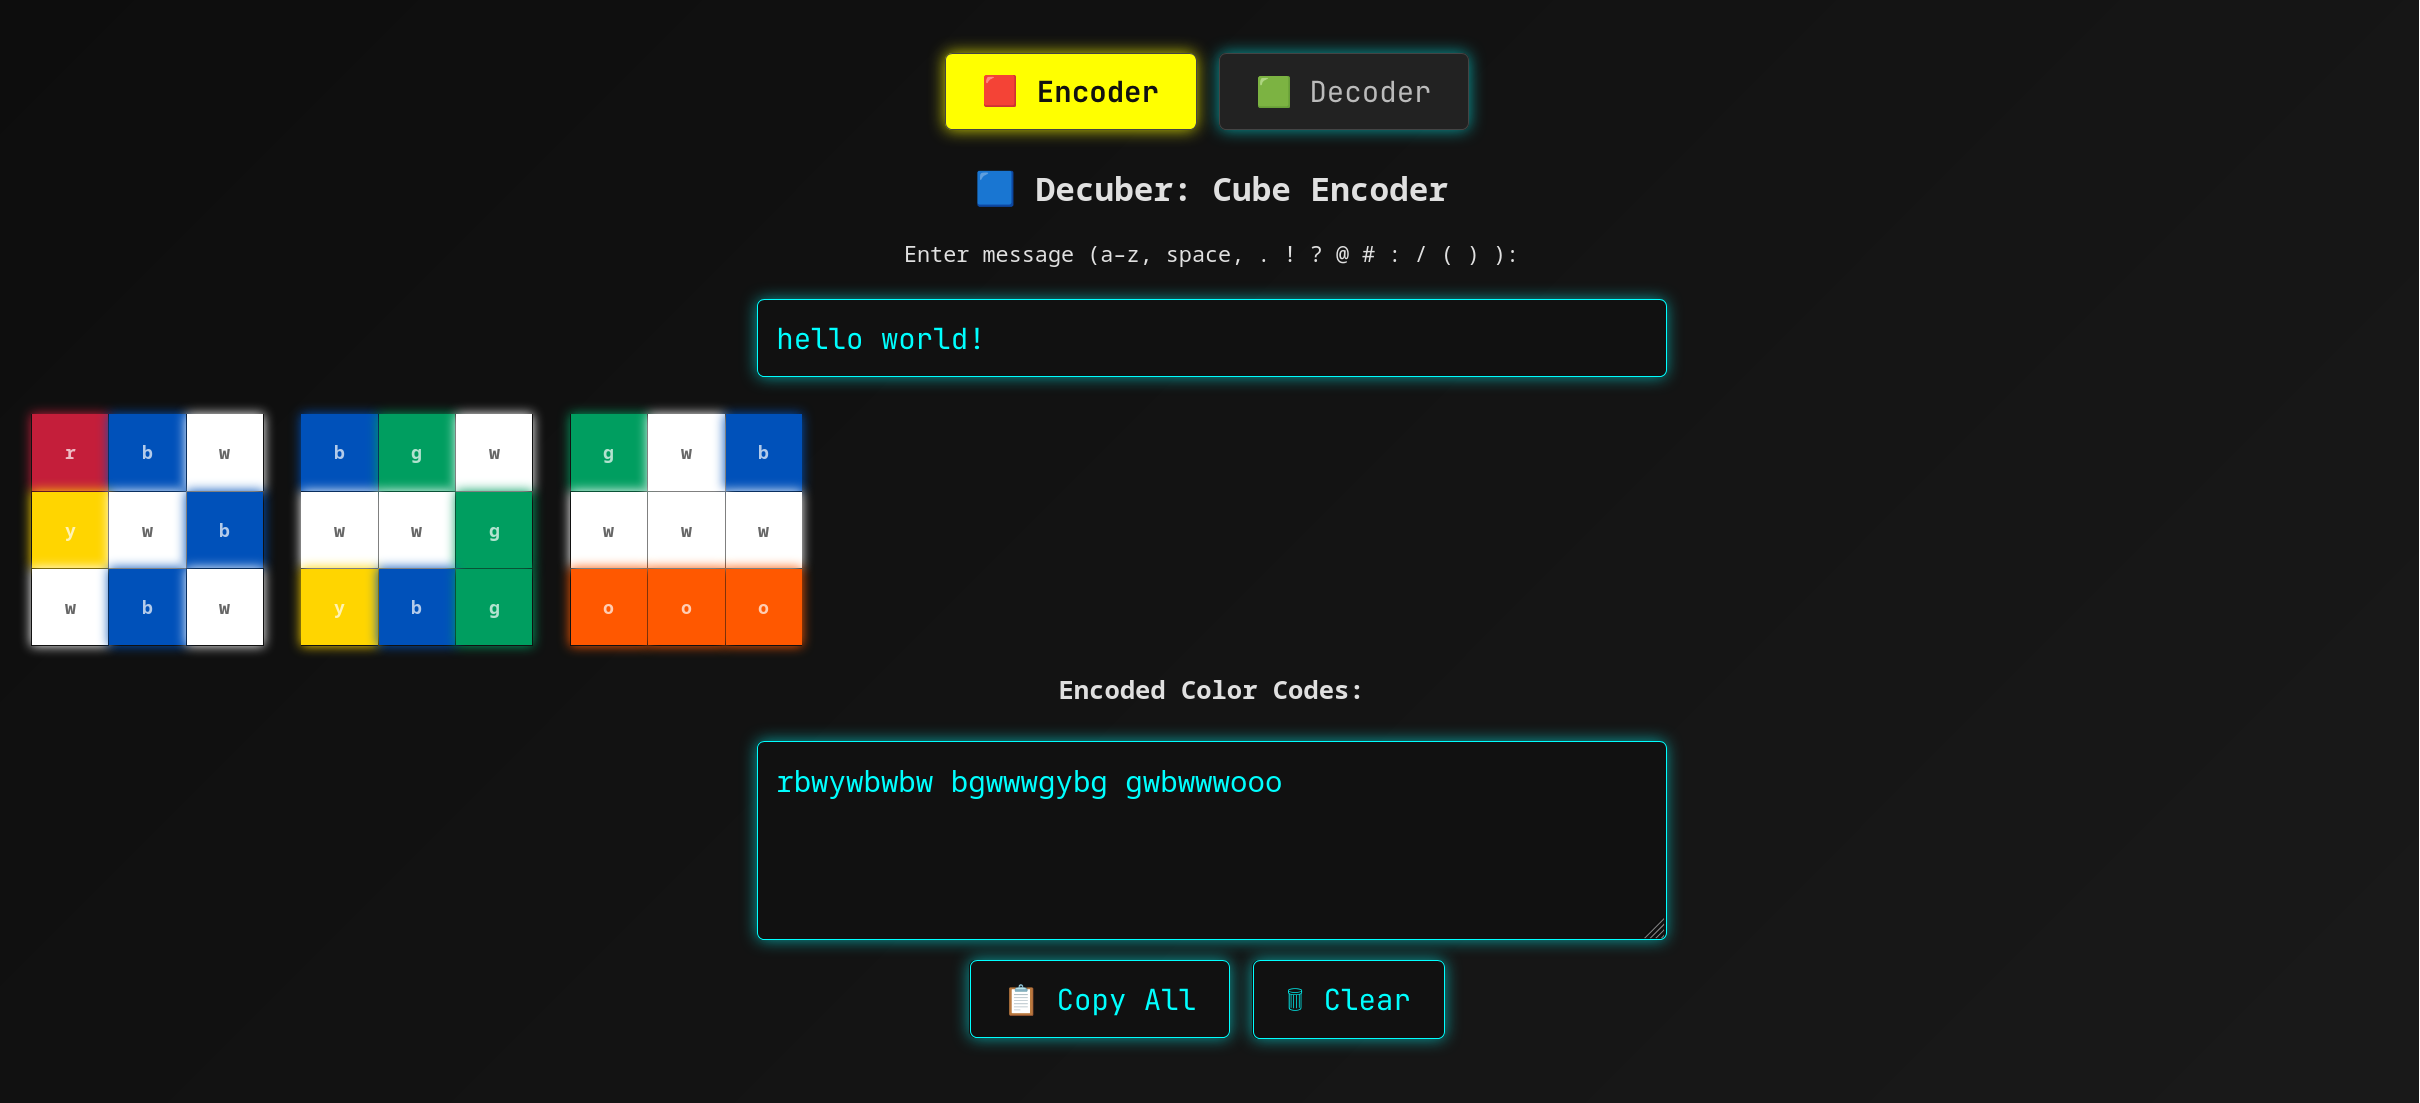 🟥 Encoder 🟩 Decoder
🟦 Decuber: Cube Encoder
Enter message (a–z, space, . ! ? @ # : / ( ) ):
hello world!
r b w b g w g w b
y w b w w g w w w
w b w y b g o o o
Encoded Color Codes:
rbwywbwbw bgwwwgybg gwbwwwooo
📋 Copy All 🗑 Clear